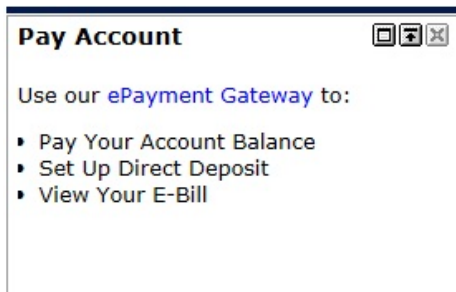 Pay Account
Use our ePayment Gateway to:
• Pay Your Account Balance
• Set Up Direct Deposit
• View Your E-Bill